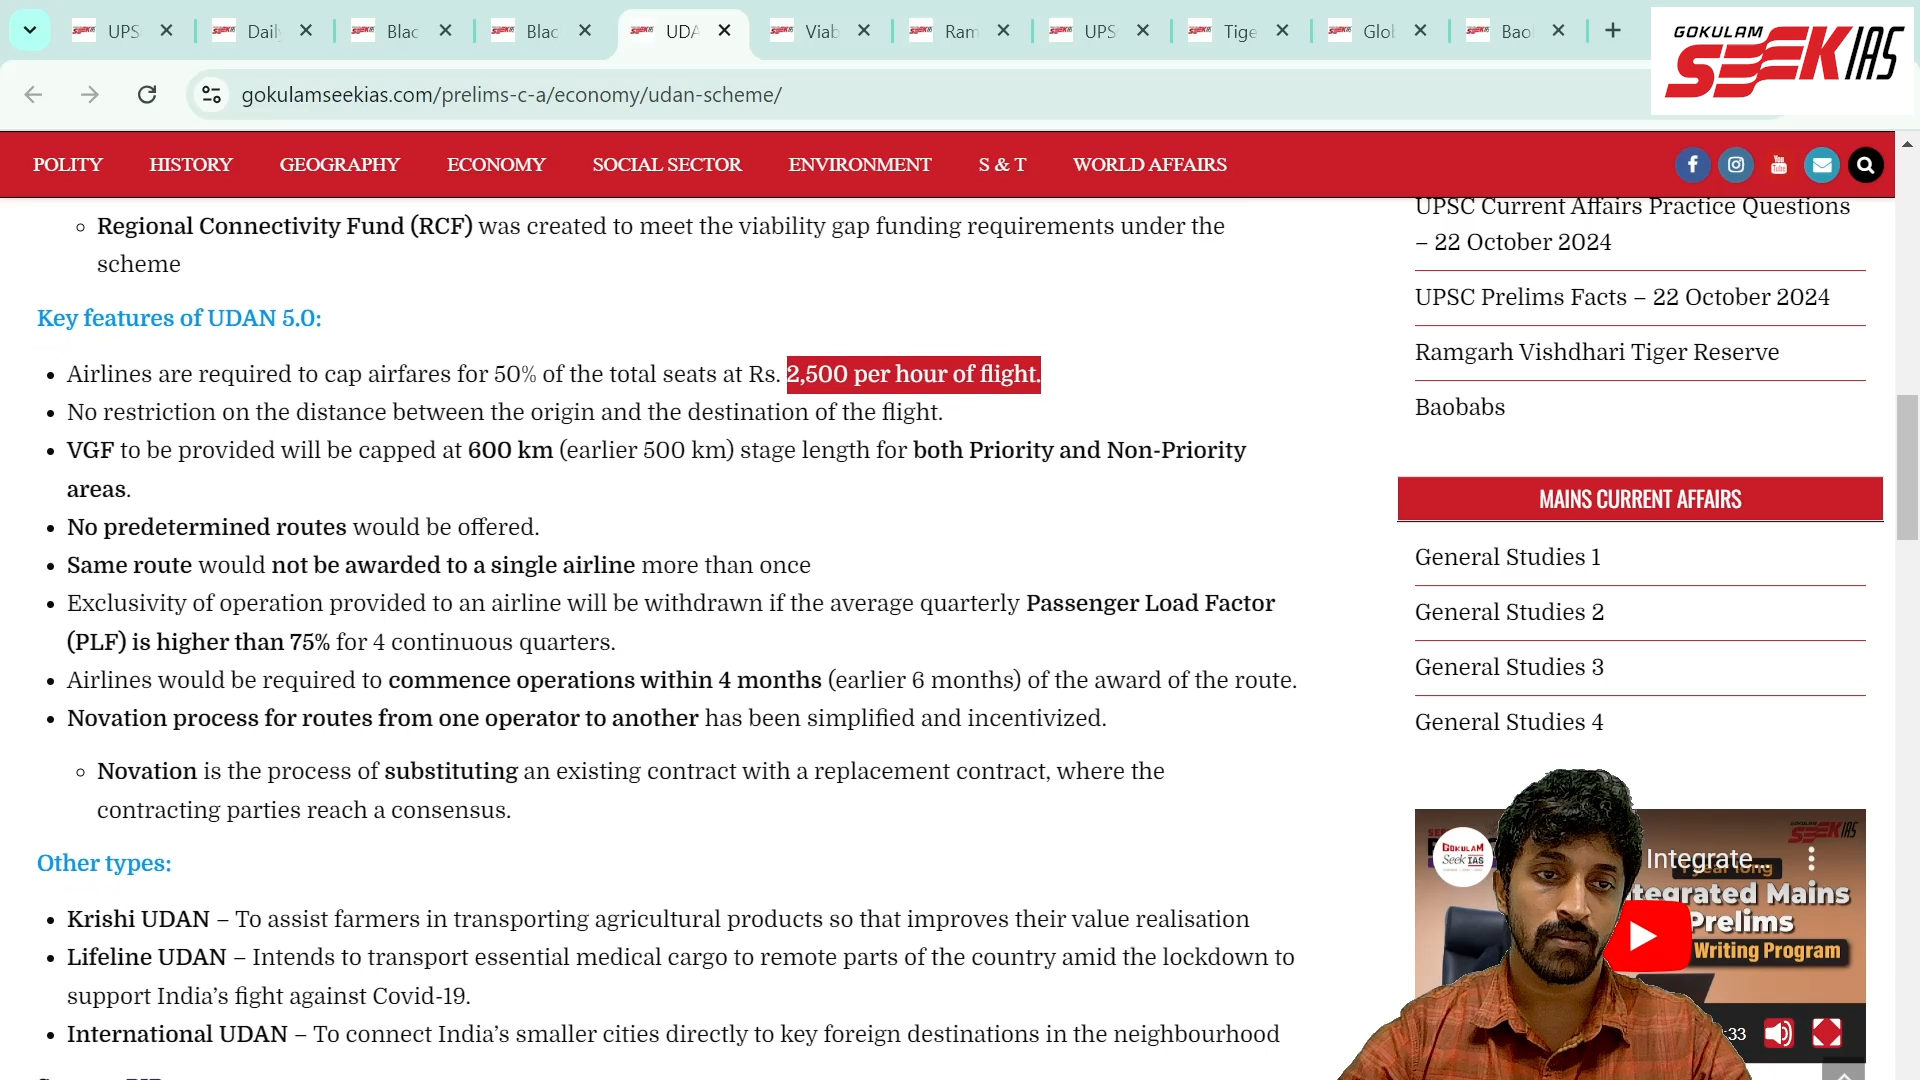 UPS
Daily
Blac
Blac
UDA
Viab
Ram
UPS
Tige
Glo
Bao
GOKULAM
SEEK IAS
gokulamseekias.com/prelims-c-a/economy/udan-scheme/
POLITY HISTORY GEOGRAPHY ECONOMY SOCIAL SECTOR ENVIRONMENT S & T WORLD AFFAIRS
Regional Connectivity Fund (RCF) was created to meet the viability gap funding requirements under the
scheme
Key features of UDAN 5.0:
Airlines are required to cap airfares for 50% of the total seats at Rs. 2,500 per hour of flight.
No restriction on the distance between the origin and the destination of the flight.
VGF to be provided will be capped at 600 km (earlier 500 km) stage length for both Priority and Non-Priority
areas.
No predetermined routes would be offered.
Same route would not be awarded to a single airline more than once
Exclusivity of operation provided to an airline will be withdrawn if the average quarterly Passenger Load Factor
(PLF) is higher than 75% for 4 continuous quarters.
Airlines would be required to commence operations within 4 months (earlier 6 months) of the award of the route.
Novation process for routes from one operator to another has been simplified and incentivized.
Novation is the process of substituting an existing contract with a replacement contract, where the
contracting parties reach a consensus.
Other types:
Krishi UDAN – To assist farmers in transporting agricultural products so that improves their value realisation
Lifeline UDAN – Intends to transport essential medical cargo to remote parts of the country amid the lockdown to
support India's fight against Covid-19.
International UDAN – To connect India's smaller cities directly to key foreign destinations in the neighbourhood
UPSC Current Affairs Practice Questions
– 22 October 2024
UPSC Prelims Facts – 22 October 2024
Ramgarh Vishdhari Tiger Reserve
Baobabs
MAINS CURRENT AFFAIRS
General Studies 1
General Studies 2
General Studies 3
General Studies 4
GOKULAM
Seek IAS
Integrate...
year long
tegrated Mains
Prelims
Writing Program
:33